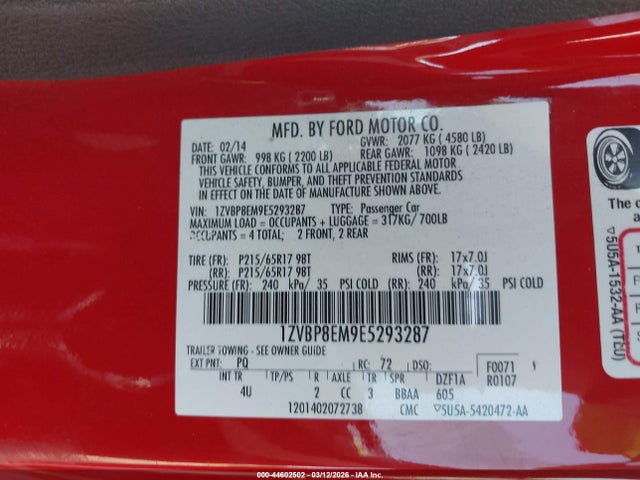 MFD. BY FORD MOTOR CO.
DATE: 02/14 GVWR: 2077 KG ( 4580 LB)
FRONT GAWR: 998 KG ( 2200 LB) REAR GAWR: 1098 KG ( 2420 LB)
THIS VEHICLE CONFORMS TO ALL APPLICABLE FEDERAL MOTOR
VEHICLE SAFETY, BUMPER, AND THEFT PREVENTION STANDARDS
IN EFFECT ON THE DATE OF MANUFACTURE SHOWN ABOVE.
VIN: 1ZVBP8EM9E5293287 TYPE: Passenger Car
MAXIMUM LOAD = OCCUPANTS + LUGGAGE = 317KG/ 700LB
OCCUPANTS = 4 TOTAL; 2 FRONT, 2 REAR
TIRE (FR): P215/65R17 98T RIMS (FR): 17x7.0J
(RR): P215/65R17 98T (RR): 17x7.0J
PRESSURE (FR): 240 kPa/ 35 PSI COLD (RR): 240 kPa/ 35 PSI COLD
1ZVBP8EM9E5293287
TRAILER TOWING - SEE OWNER GUIDE
EXT PNT: PQ RC: 72 DSO: F0071
INT TR TP/PS R AXLE TR SPR DZF1A R0107
4U 2 CC 3 BBAA 605
1201402072738 CMC ▽5U5A-5420472-AA
The c
are
▽5U5A-1532-AA (TEU)
000-44602502 - 03/12/2026 - COPYRIGHT IAA, LLC.